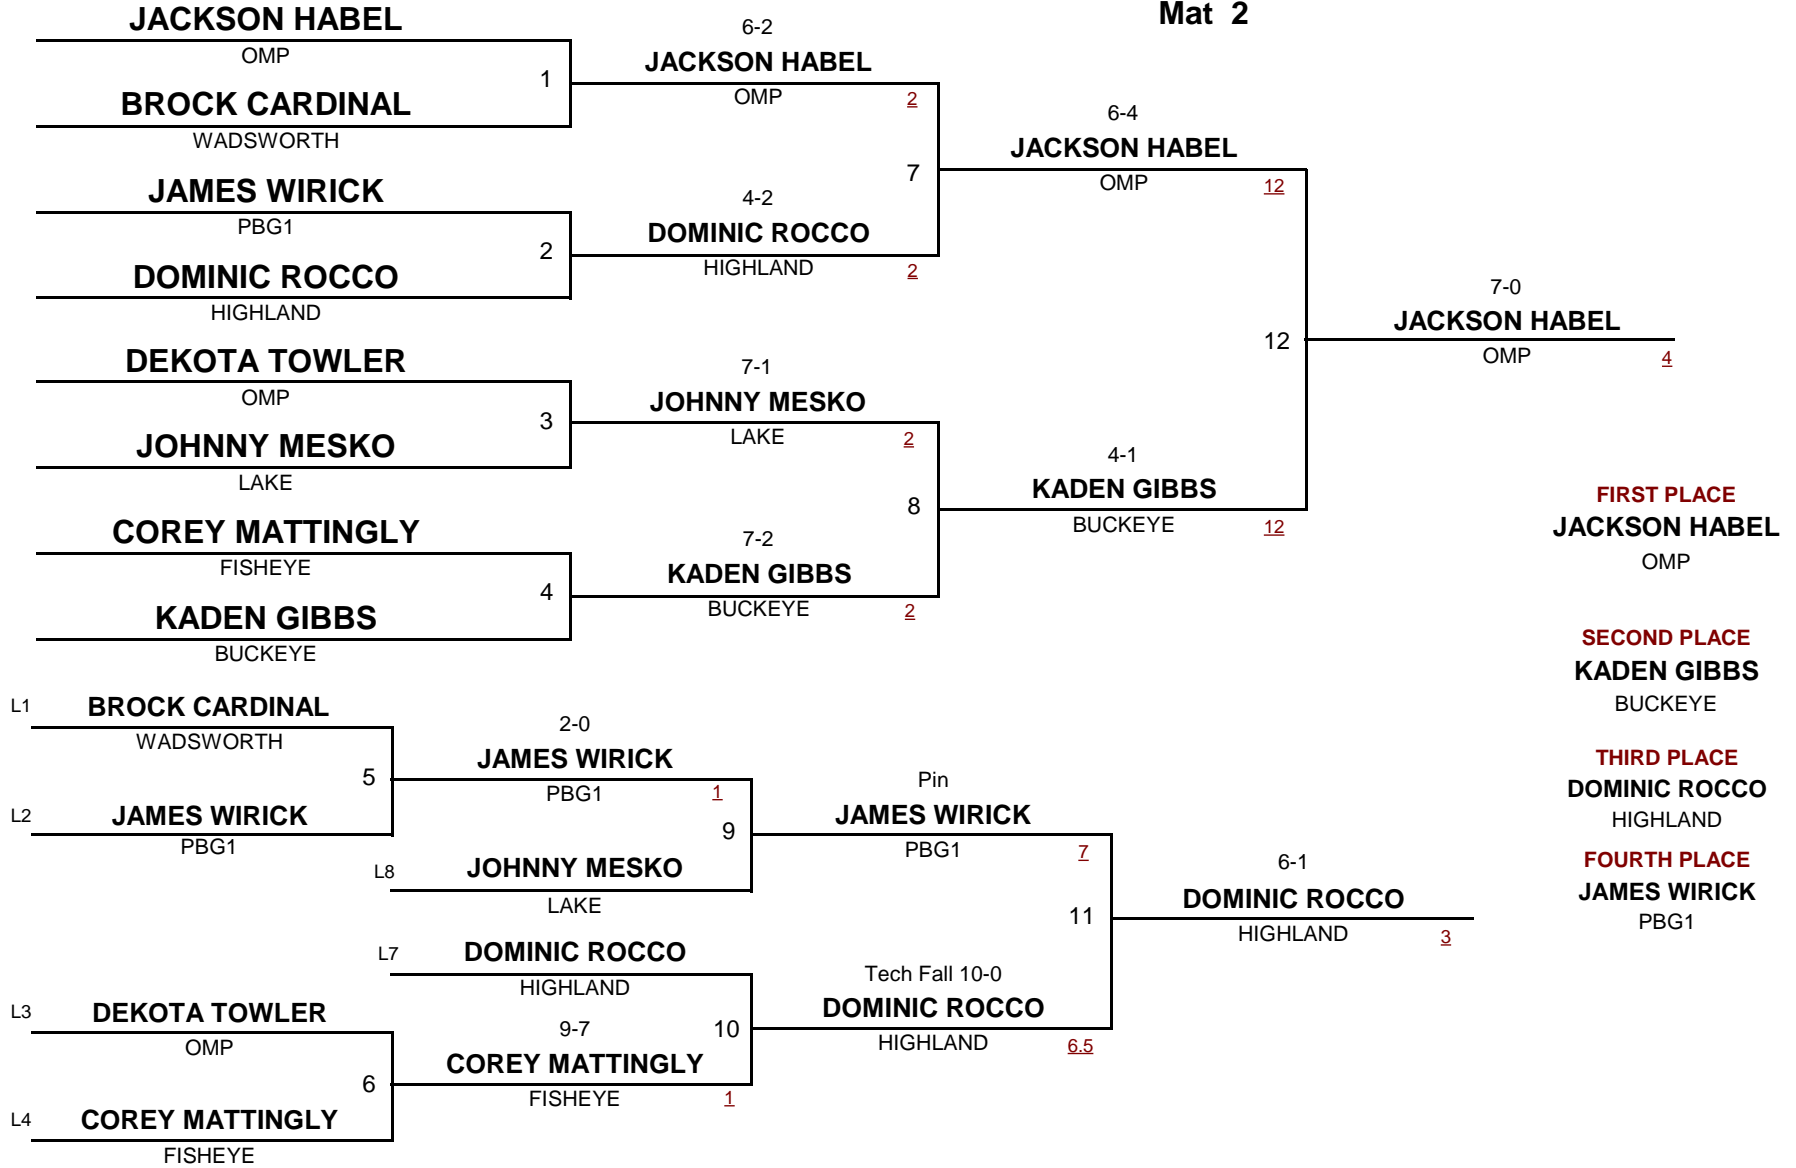 Mat 2
JACKSON HABEL
OMP
1
BROCK CARDINAL
WADSWORTH
JAMES WIRICK
PBG1
2
DOMINIC ROCCO
HIGHLAND
DEKOTA TOWLER
OMP
3
JOHNNY MESKO
LAKE
COREY MATTINGLY
FISHEYE
4
KADEN GIBBS
BUCKEYE
6-2
JACKSON HABEL
OMP 2
7
4-2
DOMINIC ROCCO
HIGHLAND 2
7-1
JOHNNY MESKO
LAKE 2
8
7-2
KADEN GIBBS
BUCKEYE 2
6-4
JACKSON HABEL
OMP 12
12
4-1
KADEN GIBBS
BUCKEYE 12
7-0
JACKSON HABEL
OMP 4
FIRST PLACE
JACKSON HABEL
OMP
SECOND PLACE
KADEN GIBBS
BUCKEYE
THIRD PLACE
DOMINIC ROCCO
HIGHLAND
FOURTH PLACE
JAMES WIRICK
PBG1
L1 BROCK CARDINAL
WADSWORTH
5
L2 JAMES WIRICK
PBG1
L3 DEKOTA TOWLER
OMP
6
L4 COREY MATTINGLY
FISHEYE
2-0
JAMES WIRICK
PBG1 1
9
L8 JOHNNY MESKO
LAKE
L7 DOMINIC ROCCO
HIGHLAND
9-7 10
COREY MATTINGLY
FISHEYE 1
Pin
JAMES WIRICK
PBG1 7
11
Tech Fall 10-0
DOMINIC ROCCO
HIGHLAND 6.5
6-1
DOMINIC ROCCO
HIGHLAND 3